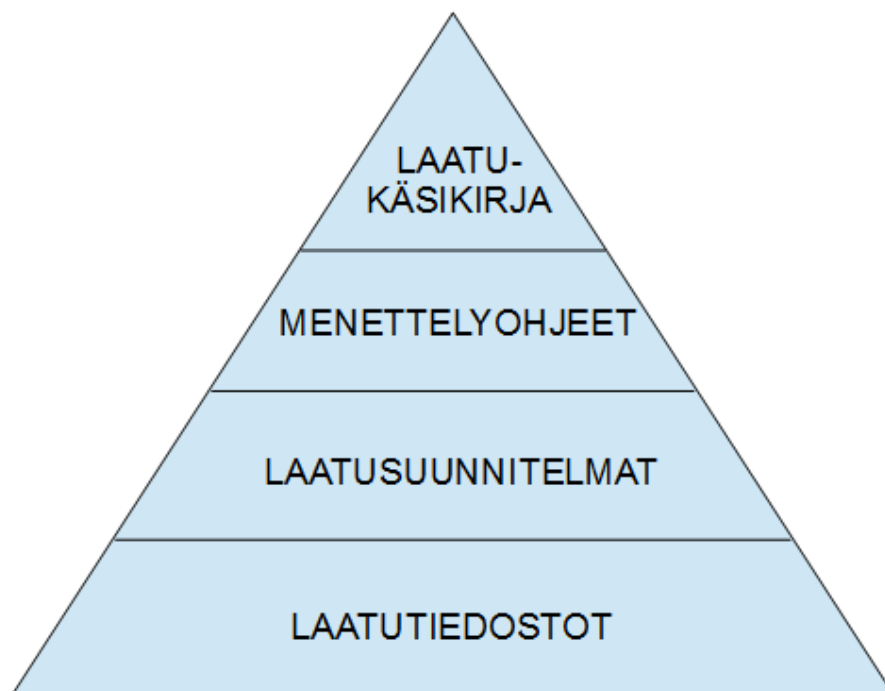 LAATU-
KÄSIKIRJA
MENETTELYOHJEET
LAATUSUUNNITELMAT
LAATUTIEDOSTOT